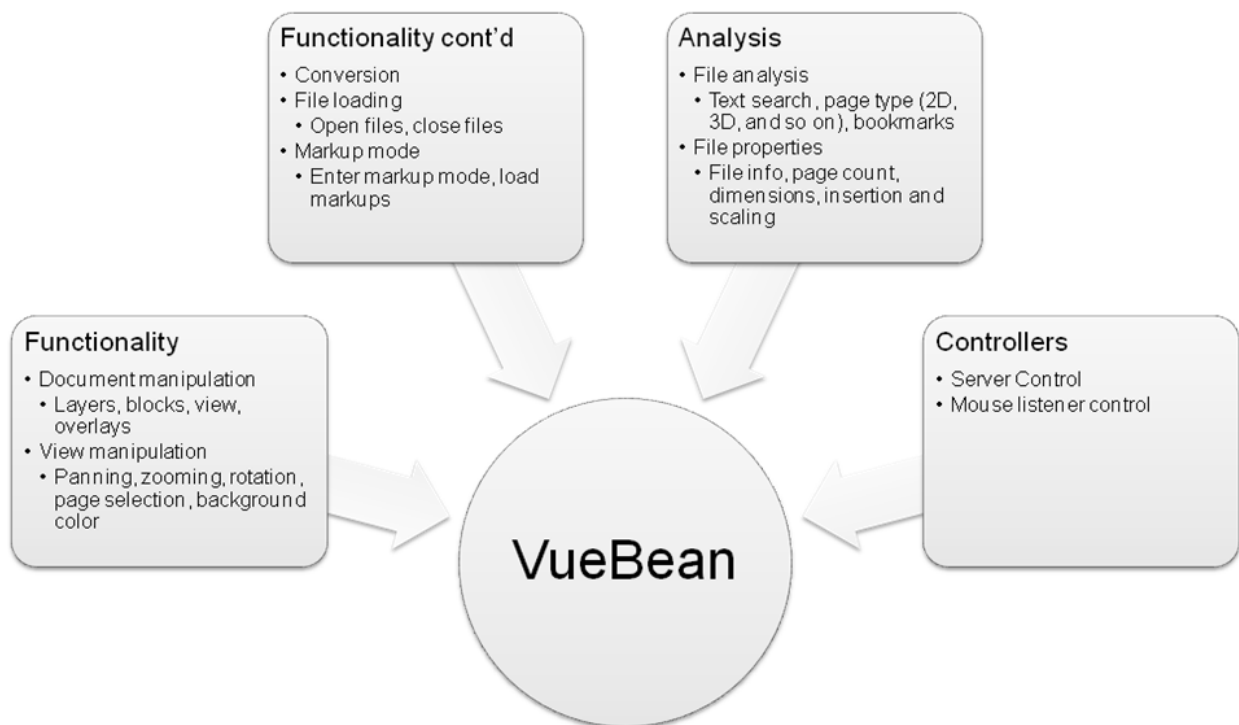 Functionality cont’d
• Conversion
• File loading
• Open files, close files
• Markup mode
• Enter markup mode, load
markups
Analysis
• File analysis
• Text search, page type (2D,
3D, and so on), bookmarks
• File properties
• File info, page count,
dimensions, insertion and
scaling
Functionality
• Document manipulation
• Layers, blocks, view,
overlays
• View manipulation
• Panning, zooming, rotation,
page selection, background
color
Controllers
• Server Control
• Mouse listener control
VueBean